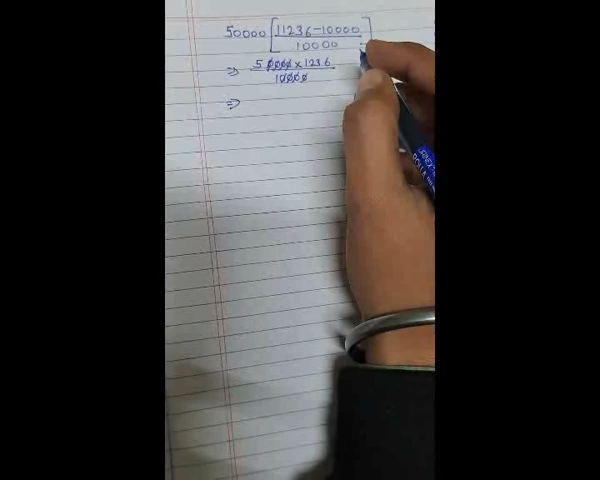 50000 [ 11236 - 10000 / 10000 ]
⇒ 50000 x 1236 / 10000
⇒